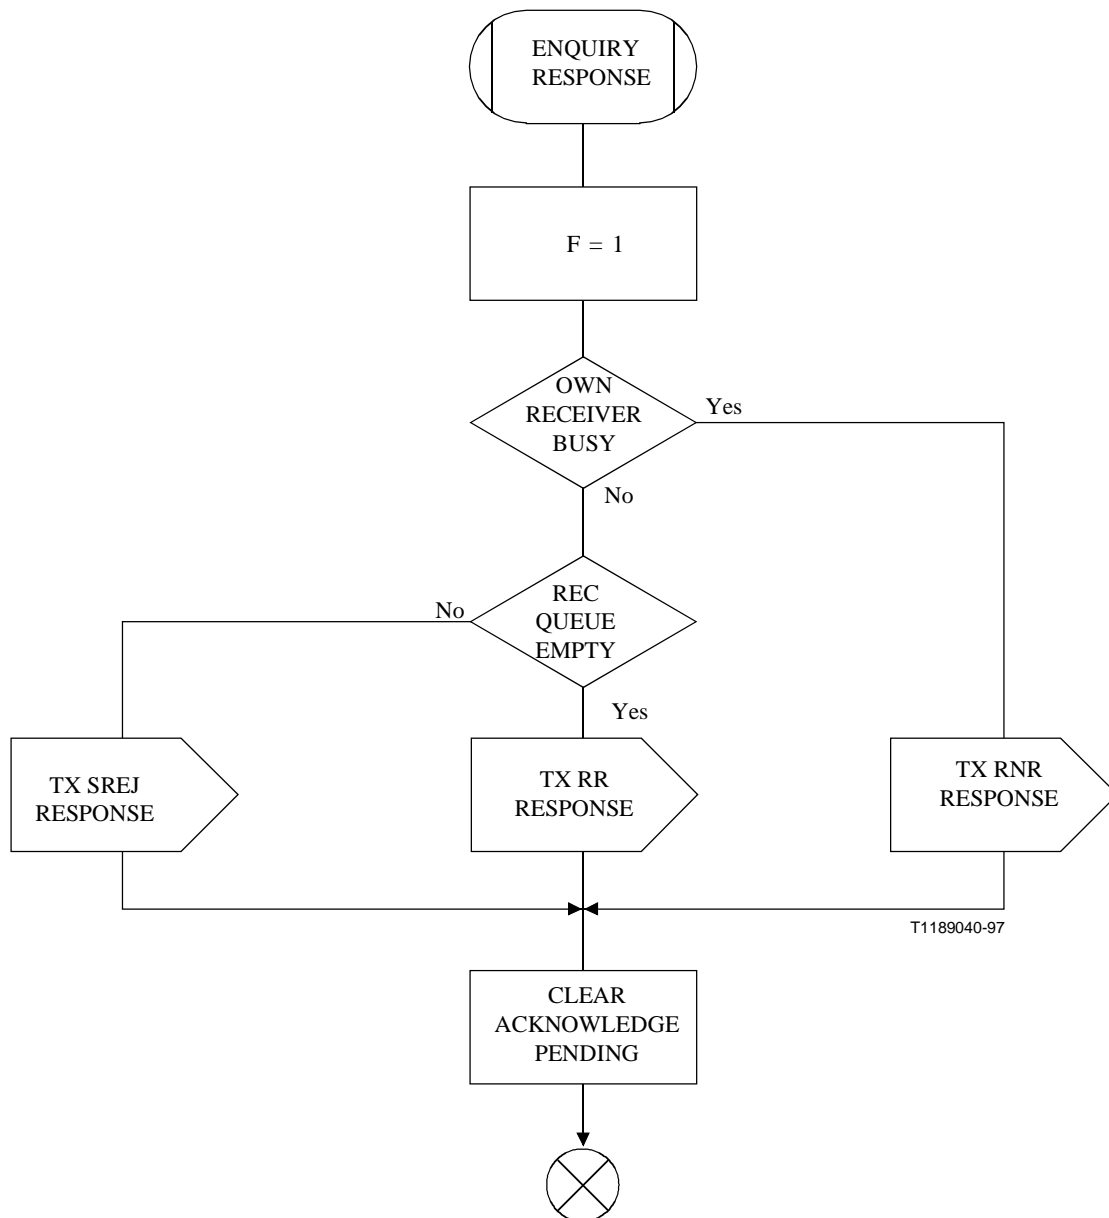 ENQUIRY
RESPONSE
F = 1
OWN
RECEIVER
BUSY
Yes
No
REC
QUEUE
EMPTY
No
Yes
TX SREJ
RESPONSE
TX RR
RESPONSE
TX RNR
RESPONSE
T1189040-97
CLEAR
ACKNOWLEDGE
PENDING